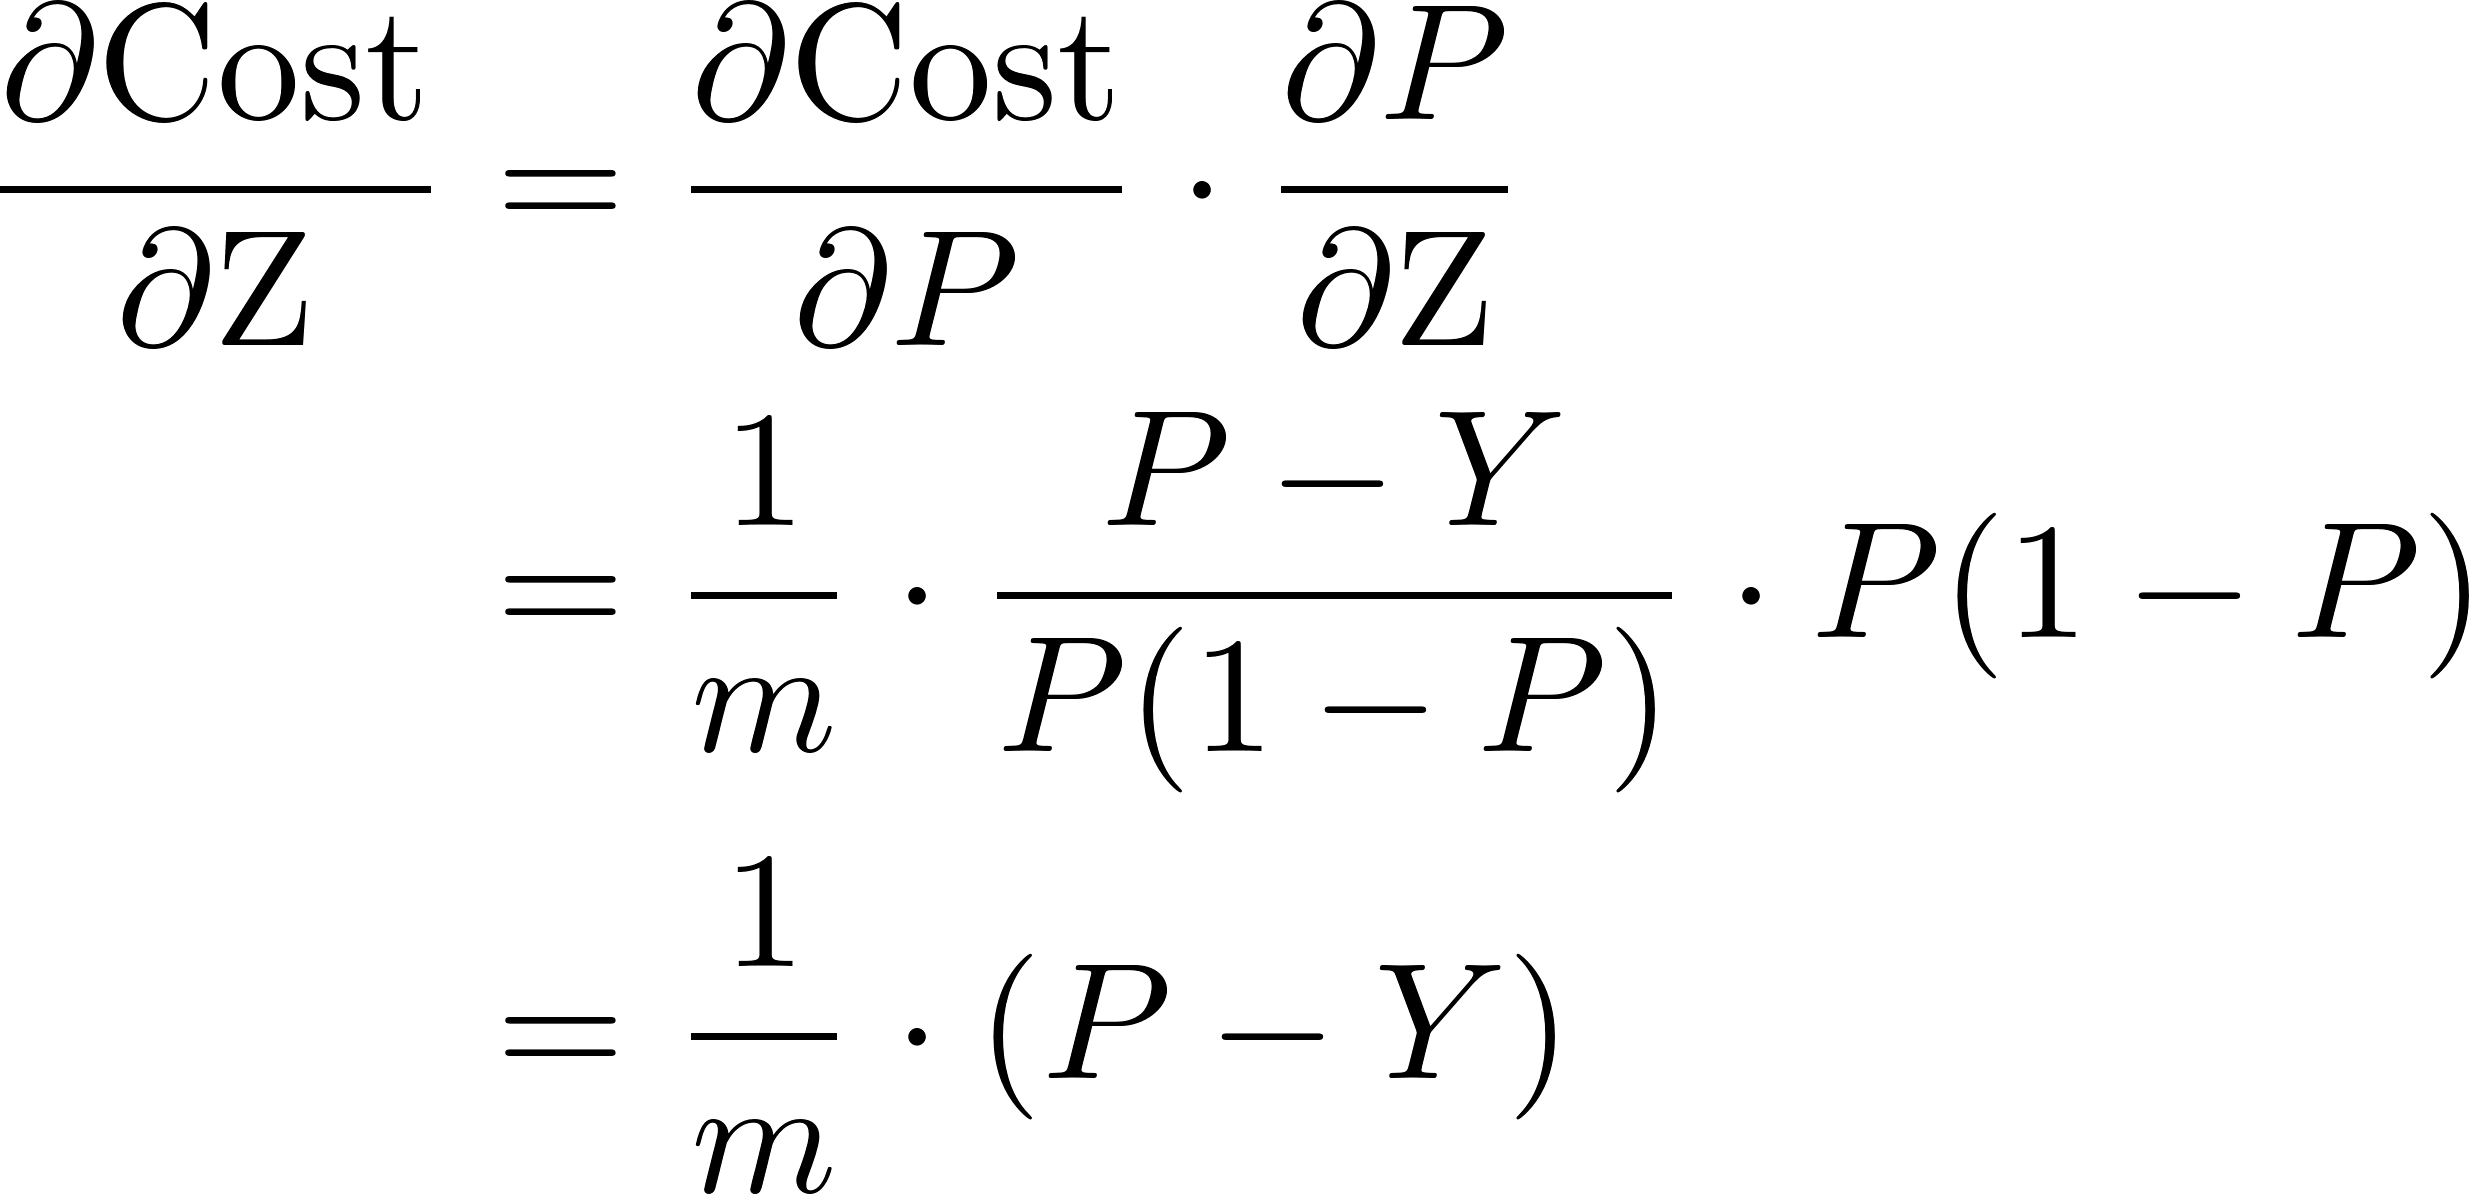 ∂Cost/∂Z = ∂Cost/∂P · ∂P/∂Z
= 1/m · (P − Y)/(P(1 − P)) · P(1 − P)
= 1/m · (P − Y)